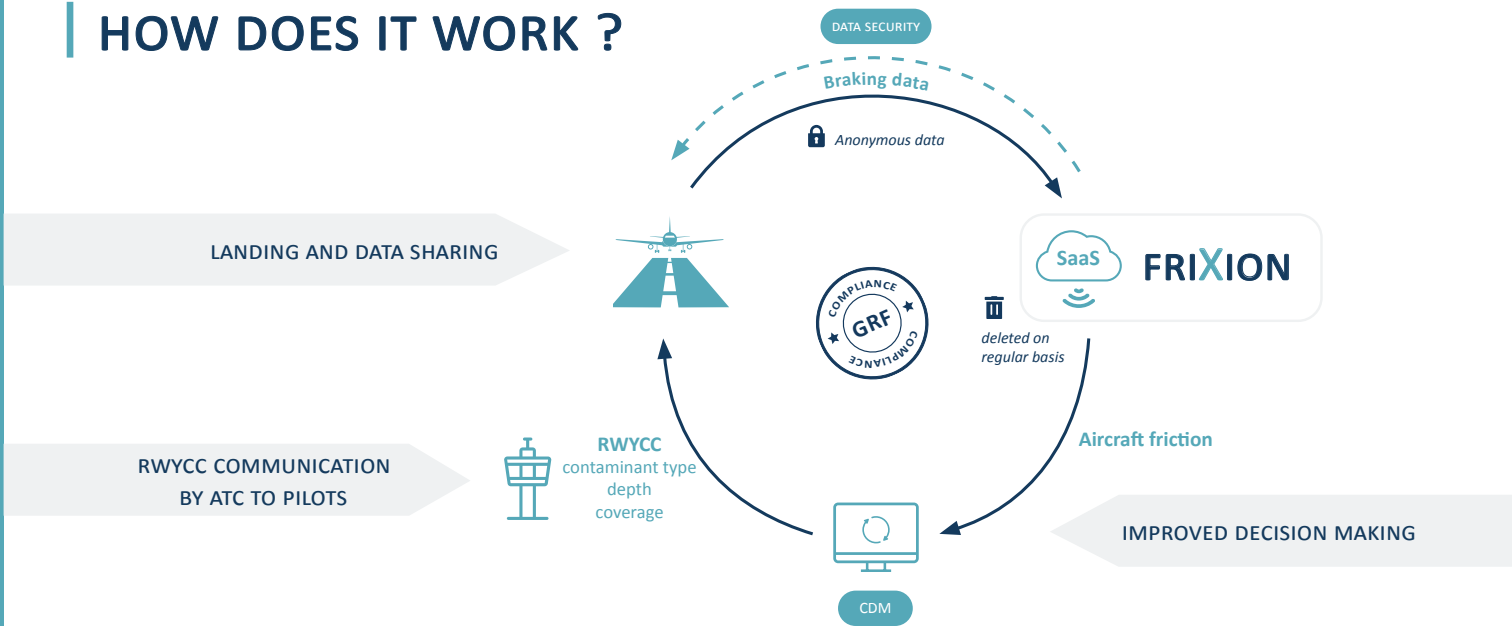 HOW DOES IT WORK ?
DATA SECURITY
Braking data
Anonymous data
LANDING AND DATA SHARING
SaaS
FRIXION
COMPLIANCE
GRF
COMPLIANCE
deleted on
regular basis
Aircraft friction
RWYCC
contaminant type
depth
coverage
RWYCC COMMUNICATION
BY ATC TO PILOTS
IMPROVED DECISION MAKING
CDM